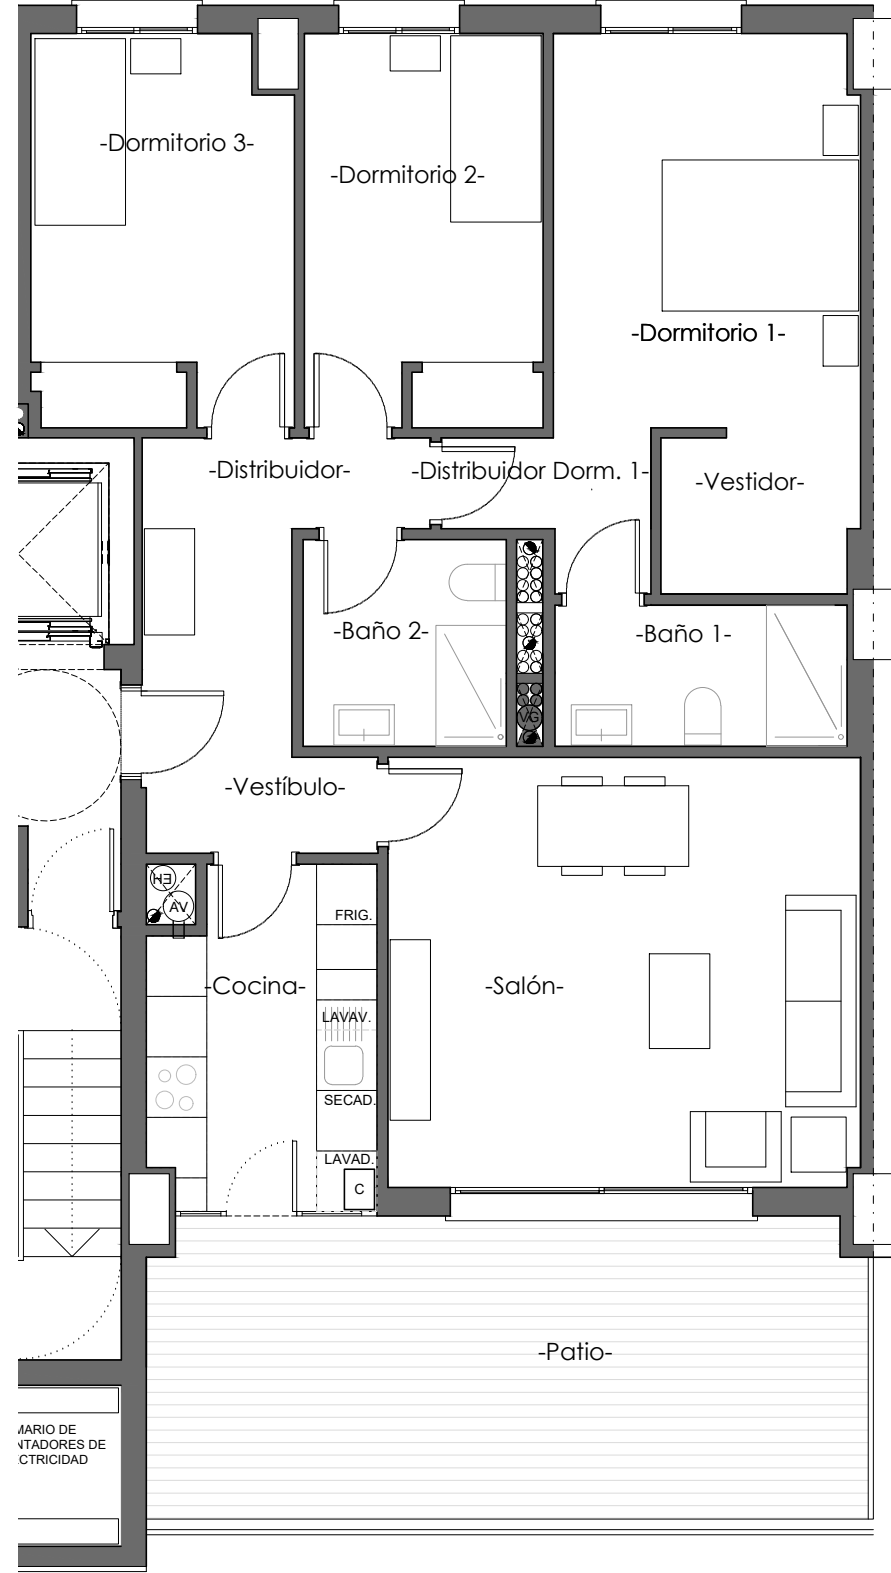 -Dormitorio 3-
-Dormitorio 2-
-Dormitorio 1-
-Distribuidor-
-Distribuidor Dorm. 1-
-Vestidor-
-Baño 2-
-Baño 1-
VG
-Vestíbulo-
AV
FRIG.
-Cocina-
-Salón-
LAVAV.
SECAD.
LAVAD.
C
-Patio-
MARIO DE
NTADORES DE
CTRICIDAD